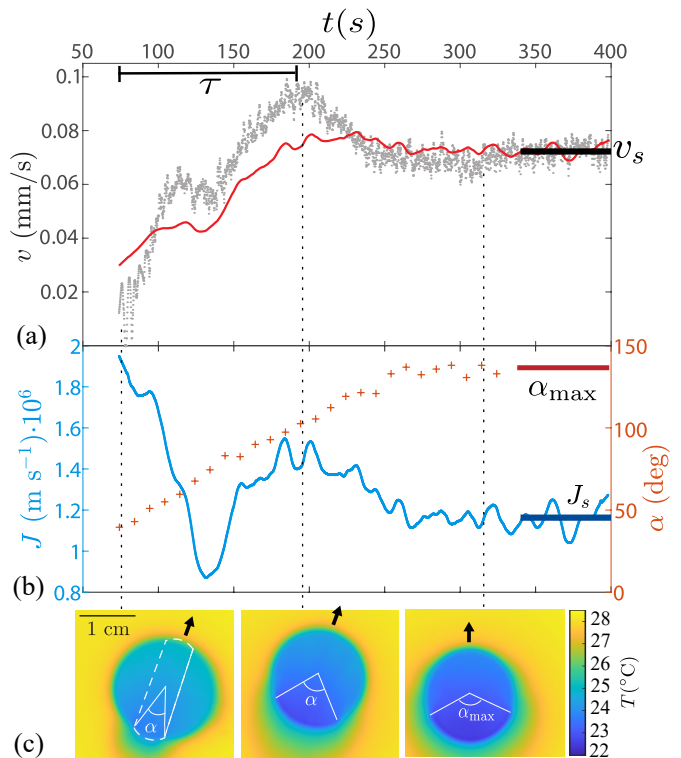 t(s)
50 100 150 200 250 300 350 400
0.1
τ
0.08
v_s
0.06
v (mm/s)
0.04
0.02
(a)
2 150
1.8
α_max
1.6
100
J (m s⁻¹)·10⁶
1.4
α (deg)
J_s
1.2
50
1
(b)
0.8 0
1 cm
28
27
26
T(°C)
25
α α α_max
24
23
(c)
22